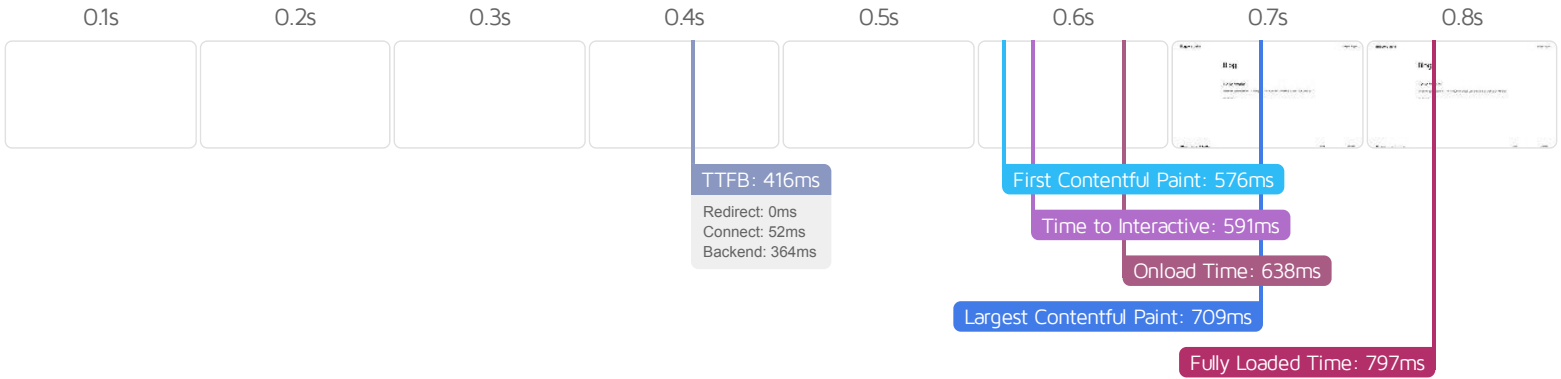 0.1s
0.2s
0.3s
0.4s
0.5s
0.6s
0.7s
0.8s
Blog
Blog
TTFB: 416ms
Redirect: 0ms
Connect: 52ms
Backend: 364ms
First Contentful Paint: 576ms
Time to Interactive: 591ms
Onload Time: 638ms
Largest Contentful Paint: 709ms
Fully Loaded Time: 797ms